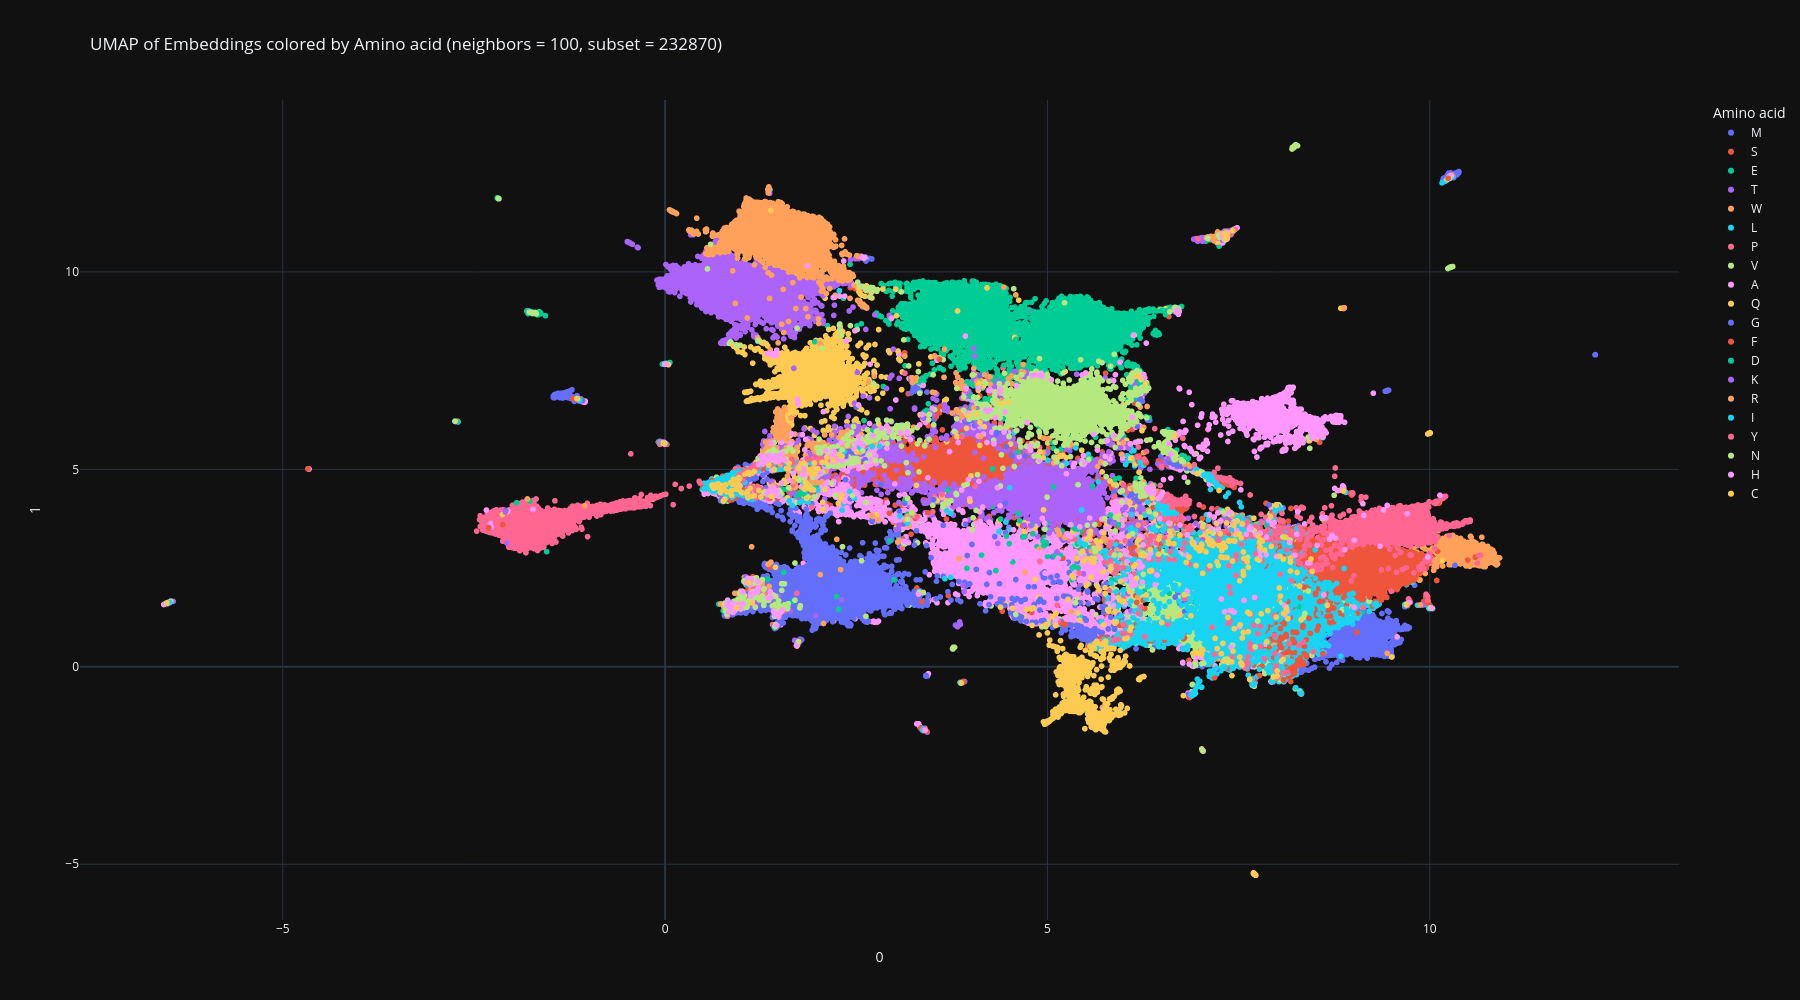 UMAP of Embeddings colored by Amino acid (neighbors = 100, subset = 232870)
Amino acid
M
S
E
T
W
L
P
V
A
Q
G
F
D
K
R
I
Y
N
H
C
10
5
0
−5
1
−5
0
5
10
0